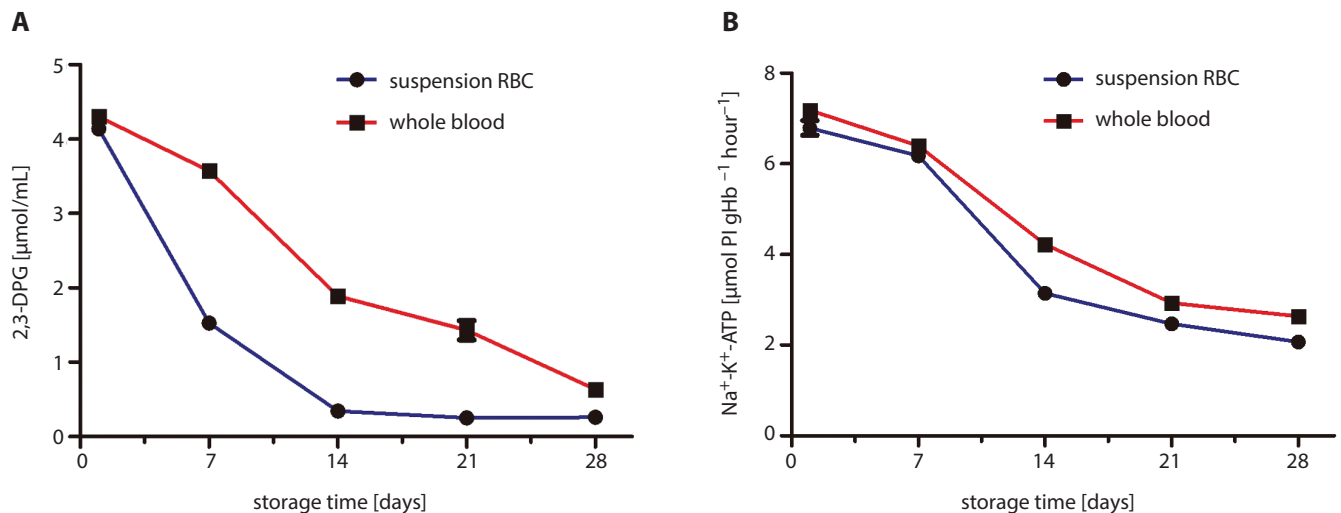 A
2,3-DPG [μmol/mL]
5
4
3
2
1
0
suspension RBC
whole blood
0 7 14 21 28
storage time [days]
B
Na⁺-K⁺-ATP [μmol PI gHb ⁻¹ hour⁻¹]
8
6
4
2
0
suspension RBC
whole blood
0 7 14 21 28
storage time [days]